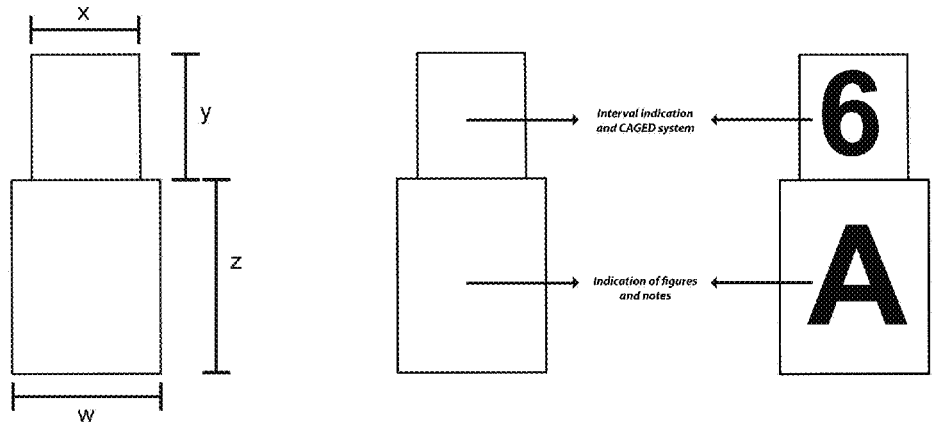 x
y
z
w
Interval indication
and CAGED system
Indication of figures
and notes
6
A